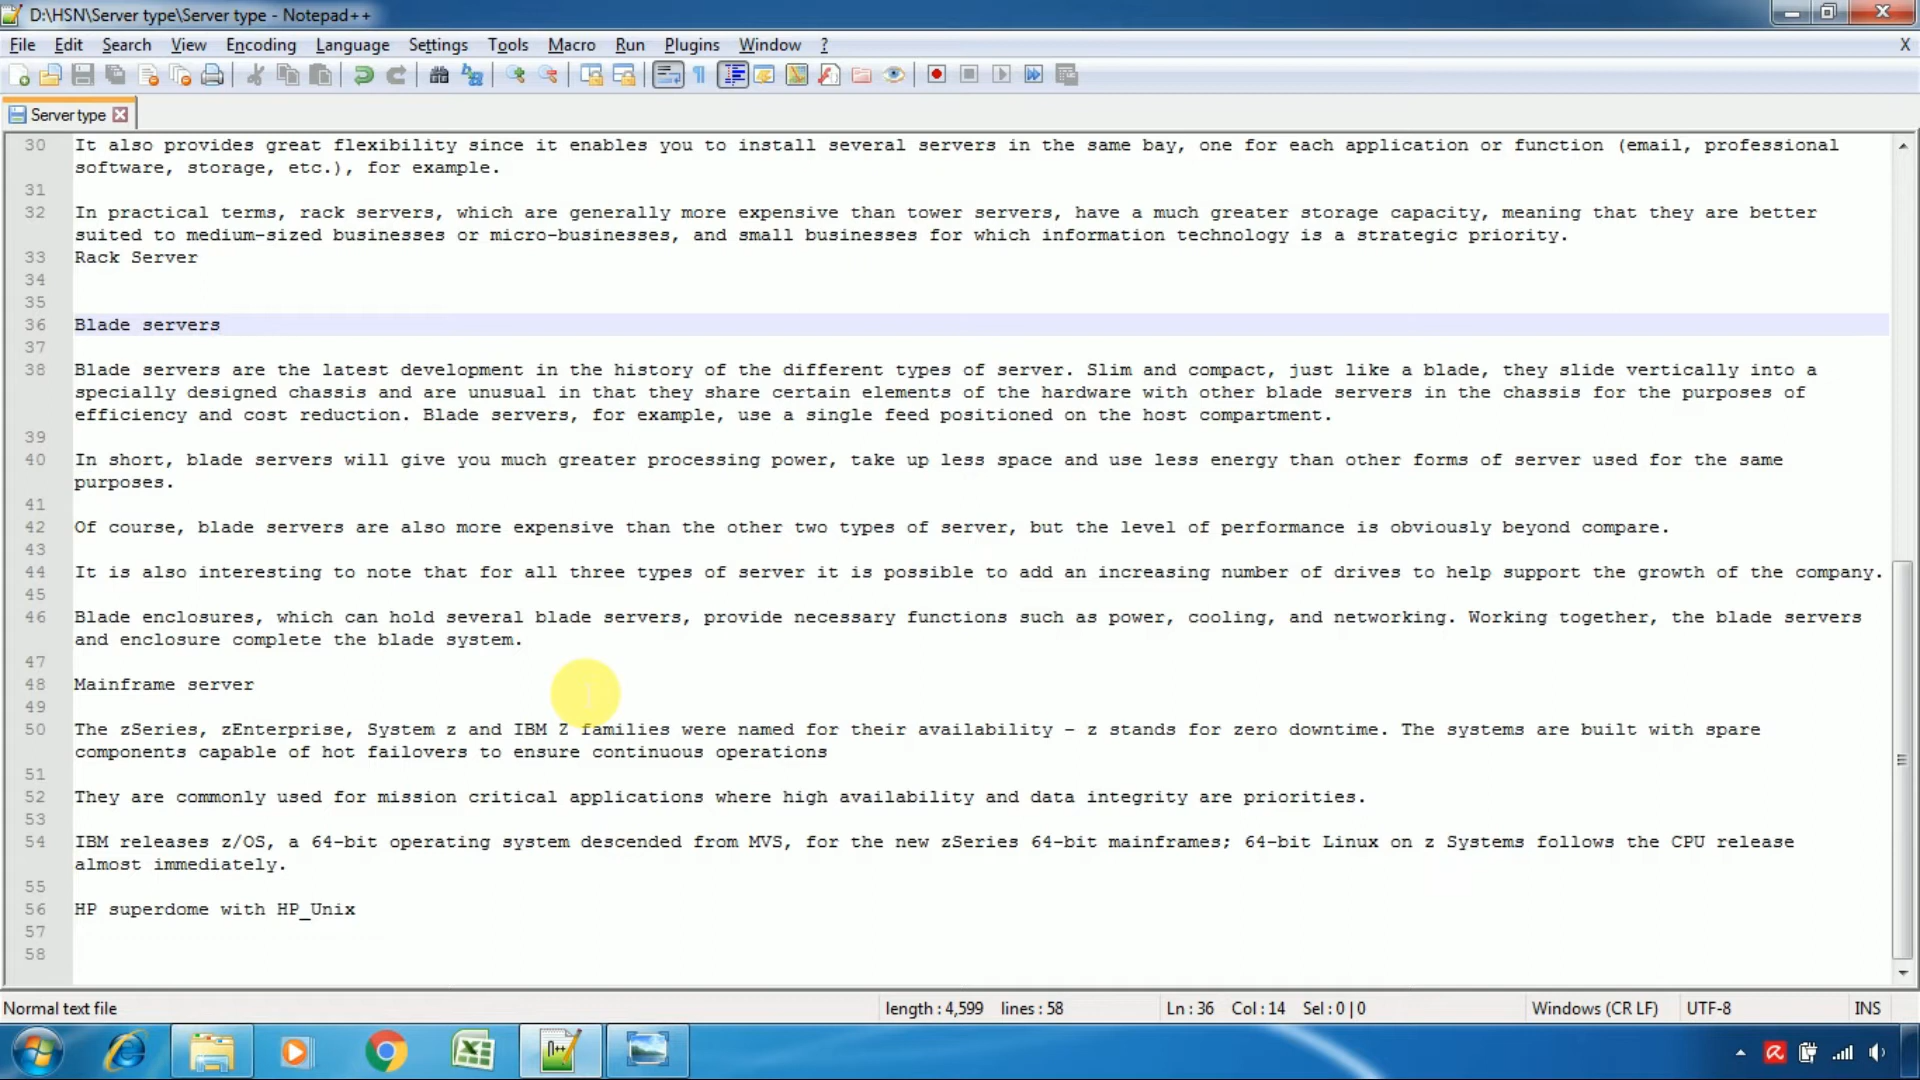 D:\HSN\Server type\Server type - Notepad++
File Edit Search View Encoding Language Settings Tools Macro Run Plugins Window ? X
Server type
30 It also provides great flexibility since it enables you to install several servers in the same bay, one for each application or function (email, professional
software, storage, etc.), for example.
31
32 In practical terms, rack servers, which are generally more expensive than tower servers, have a much greater storage capacity, meaning that they are better
suited to medium-sized businesses or micro-businesses, and small businesses for which information technology is a strategic priority.
33 Rack Server
34
35
36 Blade servers
37
38 Blade servers are the latest development in the history of the different types of server. Slim and compact, just like a blade, they slide vertically into a
specially designed chassis and are unusual in that they share certain elements of the hardware with other blade servers in the chassis for the purposes of
efficiency and cost reduction. Blade servers, for example, use a single feed positioned on the host compartment.
39
40 In short, blade servers will give you much greater processing power, take up less space and use less energy than other forms of server used for the same
purposes.
41
42 Of course, blade servers are also more expensive than the other two types of server, but the level of performance is obviously beyond compare.
43
44 It is also interesting to note that for all three types of server it is possible to add an increasing number of drives to help support the growth of the company.
45
46 Blade enclosures, which can hold several blade servers, provide necessary functions such as power, cooling, and networking. Working together, the blade servers
and enclosure complete the blade system.
47
48 Mainframe server
49
50 The zSeries, zEnterprise, System z and IBM Z families were named for their availability – z stands for zero downtime. The systems are built with spare
components capable of hot failovers to ensure continuous operations
51
52 They are commonly used for mission critical applications where high availability and data integrity are priorities.
53
54 IBM releases z/OS, a 64-bit operating system descended from MVS, for the new zSeries 64-bit mainframes; 64-bit Linux on z Systems follows the CPU release
almost immediately.
55
56 HP superdome with HP_Unix
57
58
Normal text file length : 4,599 lines : 58 Ln : 36 Col : 14 Sel : 0 | 0 Windows (CR LF) UTF-8 INS